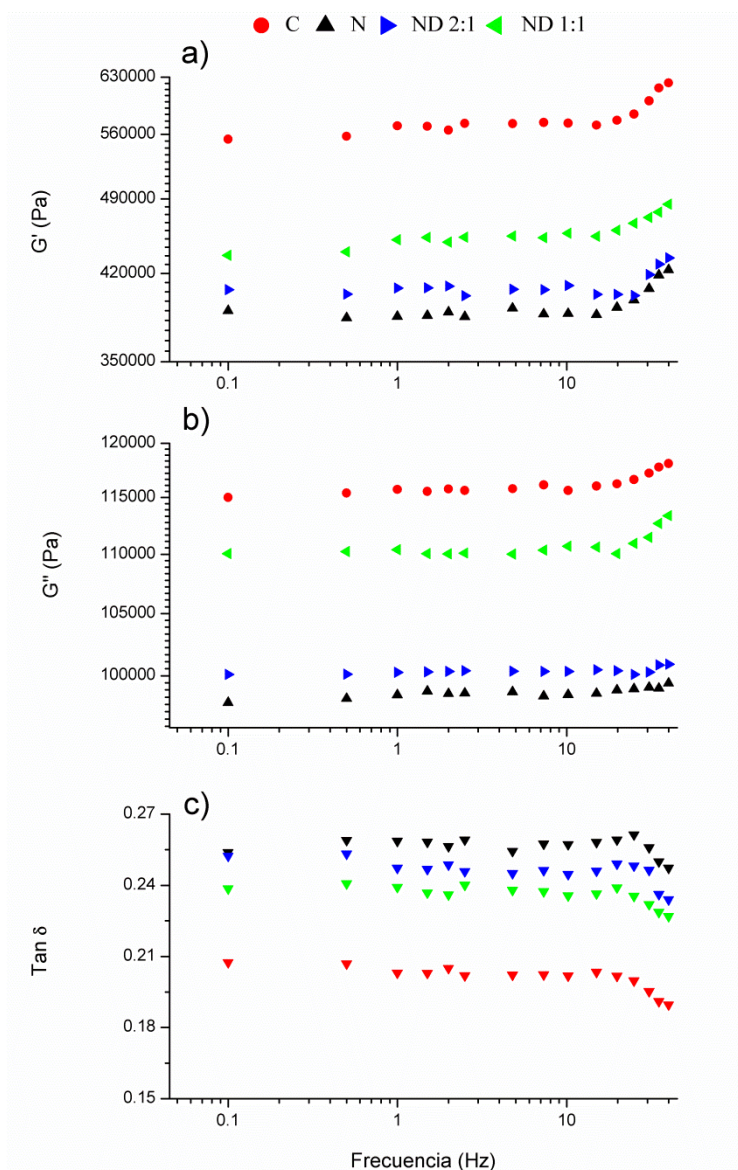 C N ND 2:1 ND 1:1
a)
630000
560000
490000
420000
350000
G' (Pa)
0.1 1 10
b)
120000
115000
110000
105000
100000
G" (Pa)
0.1 1 10
c)
0.27
0.24
0.21
0.18
0.15
Tan δ
0.1 1 10
Frecuencia (Hz)